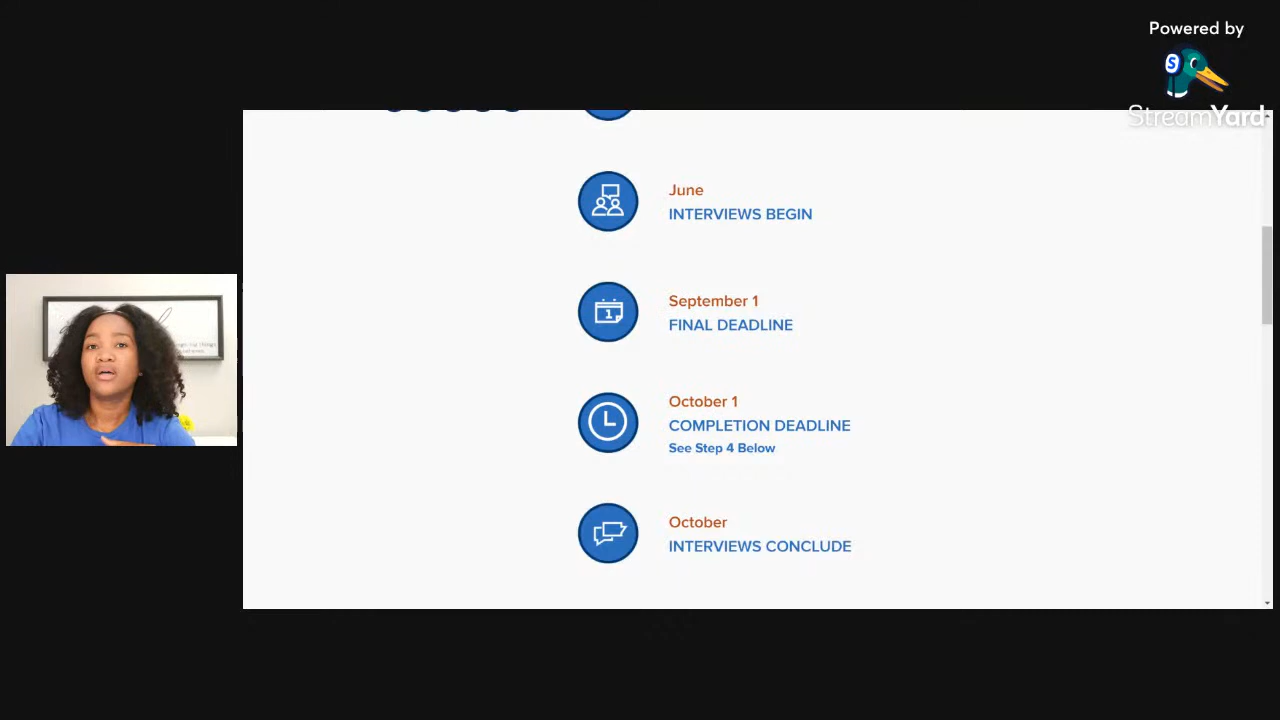 Powered by
StreamYard
June
INTERVIEWS BEGIN
September 1
FINAL DEADLINE
October 1
COMPLETION DEADLINE
See Step 4 Below
October
INTERVIEWS CONCLUDE